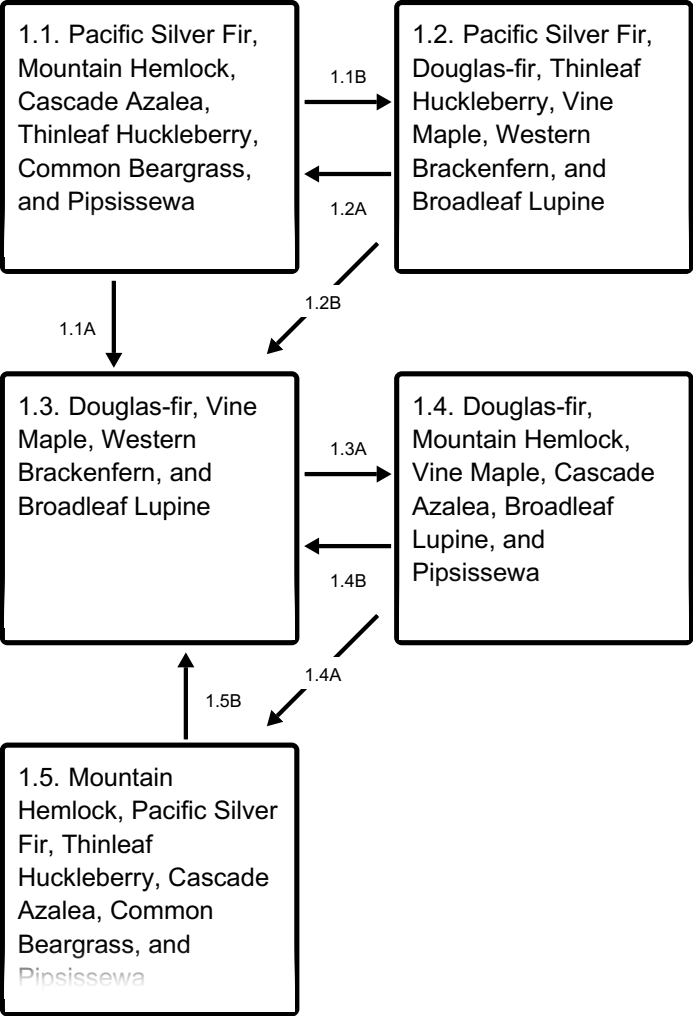 1.1. Pacific Silver Fir,
Mountain Hemlock,
Cascade Azalea,
Thinleaf Huckleberry,
Common Beargrass,
and Pipsissewa
1.1B
1.2A
1.2. Pacific Silver Fir,
Douglas-fir, Thinleaf
Huckleberry, Vine
Maple, Western
Brackenfern, and
Broadleaf Lupine
1.1A
1.2B
1.3. Douglas-fir, Vine
Maple, Western
Brackenfern, and
Broadleaf Lupine
1.3A
1.4B
1.4. Douglas-fir,
Mountain Hemlock,
Vine Maple, Cascade
Azalea, Broadleaf
Lupine, and
Pipsissewa
1.5B
1.4A
1.5. Mountain
Hemlock, Pacific Silver
Fir, Thinleaf
Huckleberry, Cascade
Azalea, Common
Beargrass, and
Pipsissewa